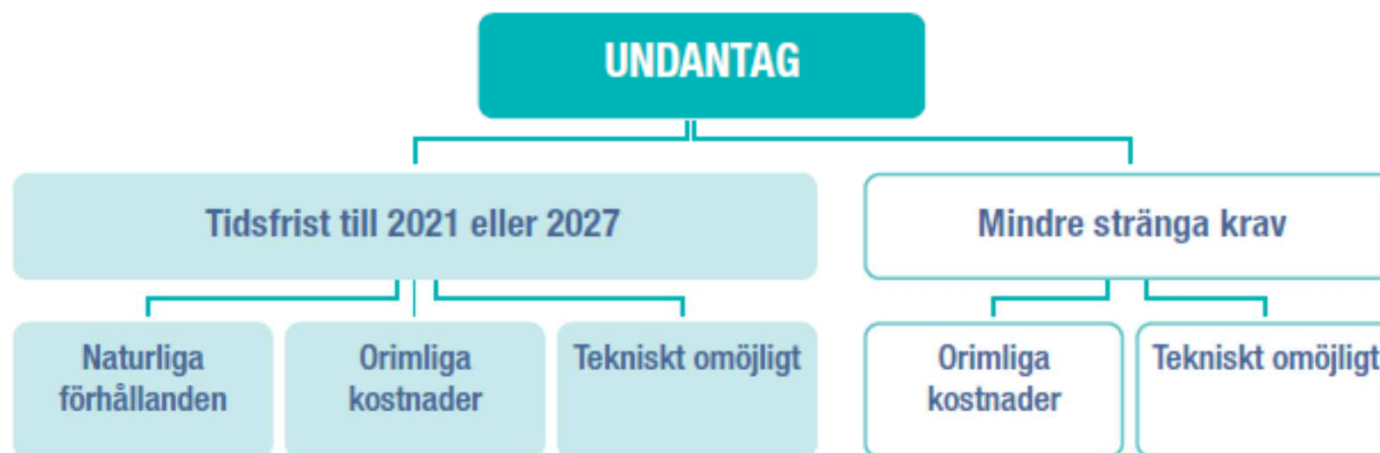 UNDANTAG
Tidsfrist till 2021 eller 2027
Mindre stränga krav
Naturliga
förhållanden
Orimliga
kostnader
Tekniskt omöjligt
Orimliga
kostnader
Tekniskt omöjligt